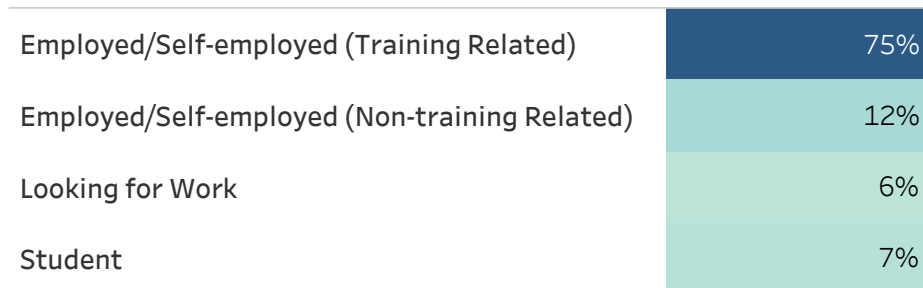 Employed/Self-employed (Training Related) 75%
Employed/Self-employed (Non-training Related) 12%
Looking for Work 6%
Student 7%